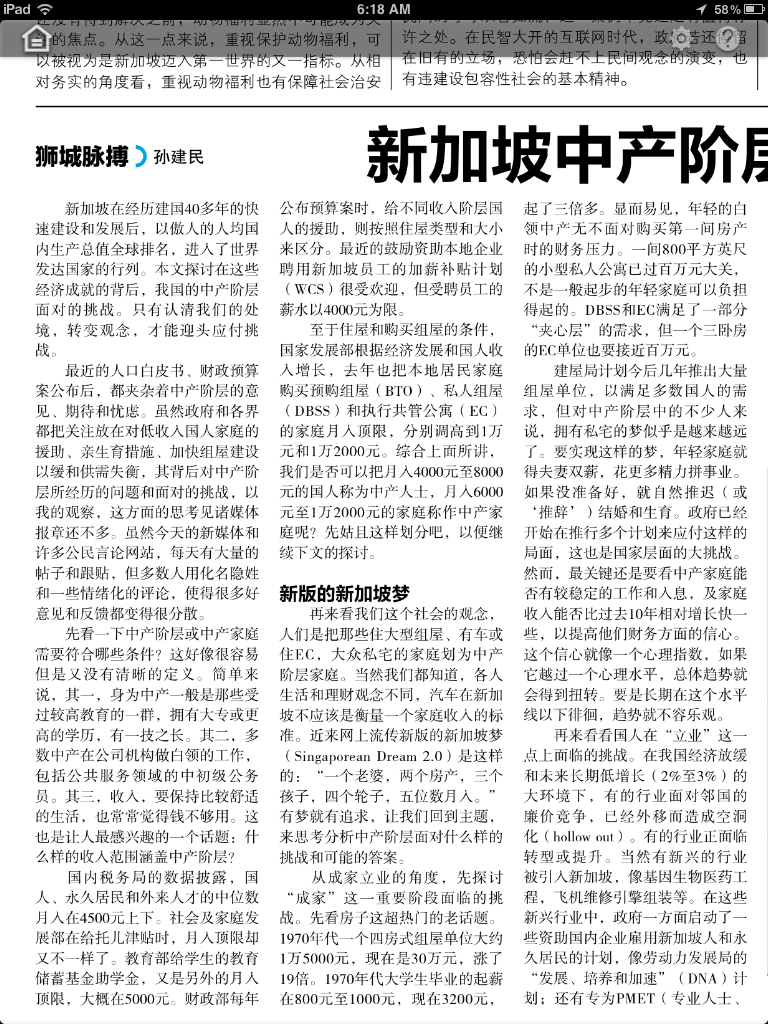 iPad
6:18 AM
58%
的焦点。从这一点来说，重视保护动物福利，可
以被视为是新加坡迈入第一世界的又一指标。从相
对务实的角度看，重视动物福利也有保障社会治安
许之处。在民智大开的互联网时代，政
在旧有的立场，恐怕会赶不上民间观念的演变，也
有违建设包容性社会的基本精神。
狮城脉搏 孙建民
新加坡中产阶层
新加坡在经历建国40多年的快
速建设和发展后，以傲人的人均国
内生产总值全球排名，进入了世界
发达国家的行列。本文探讨在这些
经济成就的背后，我国的中产阶层
面对的挑战。只有认清我们的处
境，转变观念，才能迎头应付挑
战。
最近的人口白皮书、财政预算
案公布后，都夹杂着中产阶层的意
见、期待和忧虑。虽然政府和各界
都把关注放在对低收入国人家庭的
援助、亲生育措施、加快组屋建设
以缓和供需失衡，其背后对中产阶
层所经历的问题和面对的挑战，以
我的观察，这方面的思考见诸媒体
报章还不多。虽然今天的新媒体和
许多公民言论网站，每天有大量的
帖子和跟贴，但多数人用化名隐姓
和一些情绪化的评论，使得很多好
意见和反馈都变得很分散。
先看一下中产阶层或中产家庭
需要符合哪些条件？这好像很容易
但是又没有清晰的定义。简单来
说，其一，身为中产一般是那些受
过较高教育的一群，拥有大专或更
高的学历，有一技之长。其二，多
数中产在公司机构做白领的工作，
包括公共服务领域的中初级公务
员。其三，收入，要保持比较舒适
的生活，也常常觉得钱不够用。这
也是让人最感兴趣的一个话题：什
么样的收入范围涵盖中产阶层？
国内税务局的数据披露，国
人、永久居民和外来人才的中位数
月入在4500元上下。社会及家庭发
展部在给托儿津贴时，月入顶限却
又不一样了。教育部给学生的教育
储蓄基金助学金，又是另外的月入
顶限，大概在5000元。财政部每年
公布预算案时，给不同收入阶层国
人的援助，则按照住屋类型和大小
来区分。最近的鼓励资助本地企业
聘用新加坡员工的加薪补贴计划
（WCS）很受欢迎，但受聘员工的
薪水以4000元为限。
至于住屋和购买组屋的条件，
国家发展部根据经济发展和国人收
入增长，去年也把本地居民家庭
购买预购组屋（BTO）、私人组屋
（DBSS）和执行共管公寓（EC）
的家庭月入顶限，分别调高到1万
元和1万2000元。综合上面所讲，
我们是否可以把月入4000元至8000
元的国人称为中产人士，月入6000
元至1万2000元的家庭称作中产家
庭呢？先姑且这样划分吧，以便继
续下文的探讨。
新版的新加坡梦
再来看我们这个社会的观念，
人们是把那些住大型组屋、有车或
住EC，大众私宅的家庭划为中产
阶层家庭。当然我们都知道，各人
生活和理财观念不同，汽车在新加
坡不应该是衡量一个家庭收入的标
准。近来网上流传新版的新加坡梦
（Singaporean Dream 2.0）是这样
的：“一个老婆，两个房产，三个
孩子，四个轮子，五位数月入。”
有梦就有追求，让我们回到主题，
来思考分析中产阶层面对什么样的
挑战和可能的答案。
从成家立业的角度，先探讨
“成家”这一重要阶段面临的挑
战。先看房子这超热门的老话题。
1970年代一个四房式组屋单位大约
1万5000元，现在是30万元，涨了
19倍。1970年代大学生毕业的起薪
在800元至1000元，现在3200元，
起了三倍多。显而易见，年轻的白
领中产无不面对购买第一间房产
时的财务压力。一间800平方英尺
的小型私人公寓已过百万元大关，
不是一般起步的年轻家庭可以负担
得起的。DBSS和EC满足了一部分
“夹心层”的需求，但一个三卧房
的EC单位也要接近百万元。
建屋局计划今后几年推出大量
组屋单位，以满足多数国人的需
求，但对中产阶层中的不少人来
说，拥有私宅的梦似乎是越来越远
了。要实现这样的梦，年轻家庭就
得夫妻双薪，花更多精力拼事业。
如果没准备好，就自然推迟（或
‘推辞’）结婚和生育。政府已经
开始在推行多个计划来应付这样的
局面，这也是国家层面的大挑战。
然而，最关键还是要看中产家庭能
否有较稳定的工作和入息，及家庭
收入能否比过去10年相对增长快一
些，以提高他们财务方面的信心。
这个信心就像一个心理指数，如果
它越过一个心理水平，总体趋势就
会得到扭转。要是长期在这个水平
线以下徘徊，趋势就不容乐观。
再来看看国人在“立业”这一
点上面临的挑战。在我国经济放缓
和未来长期低增长（2%至3%）的
大环境下，有的行业面对邻国的
廉价竞争，已经外移而造成空洞
化（hollow out）。有的行业正面临
转型或提升。当然有新兴的行业
被引入新加坡，像基因生物医药工
程，飞机维修引擎组装等。在这些
新兴行业中，政府一方面启动了一
些资助国内企业雇用新加坡人和永
久居民的计划，像劳动力发展局的
“发展、培养和加速”（DNA）计
划；还有专为PMET（专业人士、